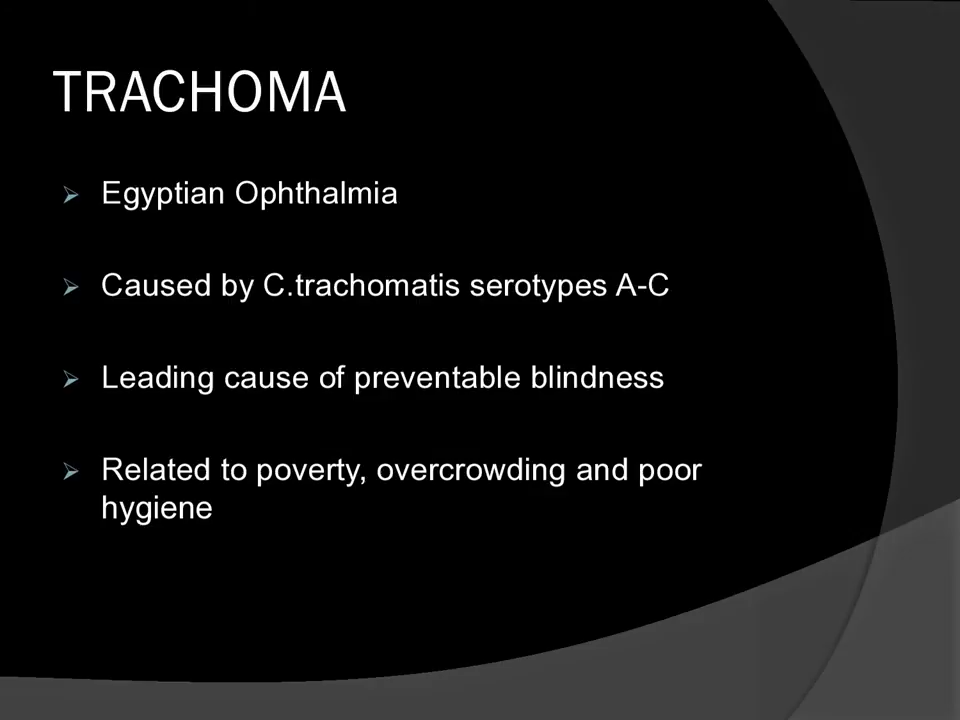 TRACHOMA
Egyptian Ophthalmia
Caused by C.trachomatis serotypes A-C
Leading cause of preventable blindness
Related to poverty, overcrowding and poor
hygiene